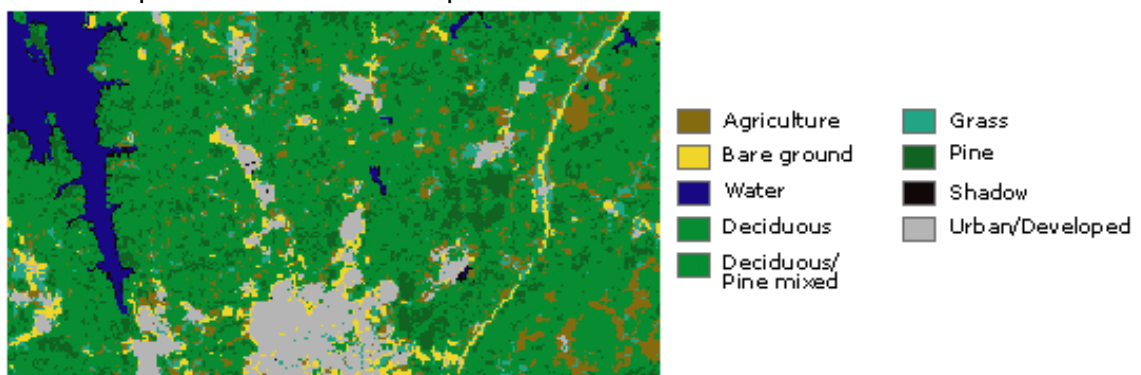 Agriculture
Bare ground
Water
Deciduous
Deciduous/
Pine mixed
Grass
Pine
Shadow
Urban/Developed